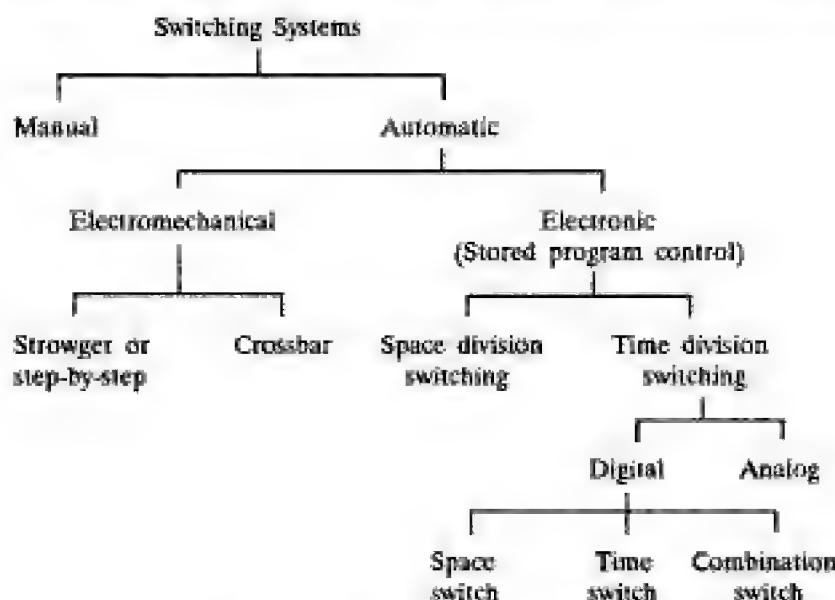 Switching Systems
Manual
Automatic
Electromechanical
Electronic
(Stored program control)
Strowger or
step-by-step
Crossbar
Space division
switching
Time division
switching
Digital
Analog
Space
switch
Time
switch
Combination
switch